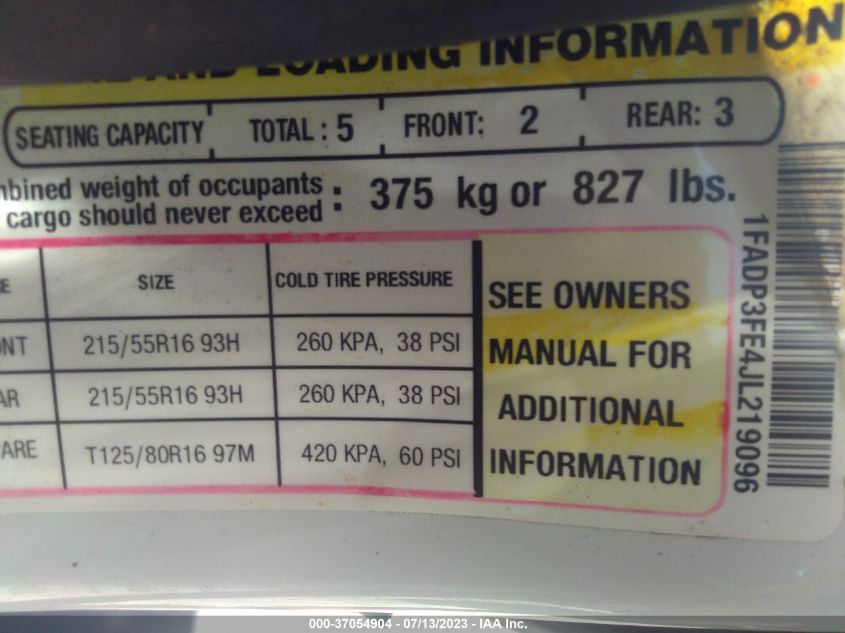 AND LOADING INFORMATION
SEATING CAPACITY TOTAL : 5 FRONT: 2 REAR: 3
weight of occupants : 375 kg or 827 lbs.
cargo should never exceed
SIZE COLD TIRE PRESSURE
215/55R16 93H 260 KPA, 38 PSI
215/55R16 93H 260 KPA, 38 PSI
T125/80R16 97M 420 KPA, 60 PSI
SEE OWNERS
MANUAL FOR
ADDITIONAL
INFORMATION
1FADP3FE4JL219096
000-37054904 - 07/13/2023 - IAA Inc.